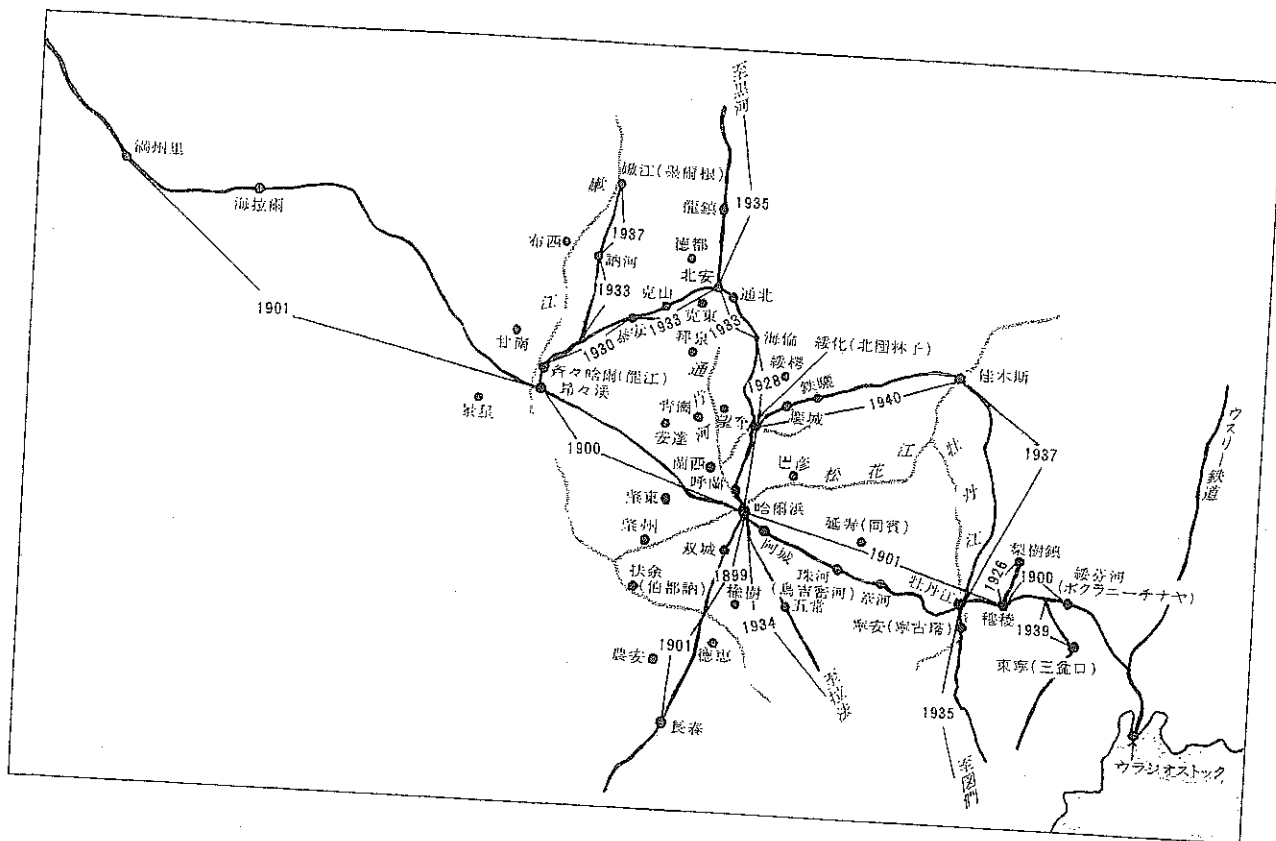 至黒河
満州里
海拉爾
嫩江(墨爾根)
嫩
江
龍鎮
1935
布西
1937
訥河
徳都
北安
1933
克山
通北
1901
克東
1933
1933
海倫
甘南
1930
泰安
拝泉
通
肯
河
綏化(北団林子)
綏楞
斉々哈爾(龍江)
昂々渓
1928
鉄驪
佳木斯
景星
青岡
望奎
慶城
1940
ウスリー鉄道
安達
1900
蘭西
巴彦
松花江
牡丹江
1937
呼蘭
肇東
哈爾浜
肇州
延寿(同賓)
双城
阿城
1901
梨樹鎮
1926
扶余
(伯都訥)
1899
珠河
(烏吉密河)
葦河
牡丹江
1900
綏芬河
(ポクラニーチナヤ)
楡樹
五常
穆稜
1934
寧安(寧古塔)
1939
農安
1901
徳恵
東寧(三岔口)
至拉法
長春
1935
至図們
ウラジオストック